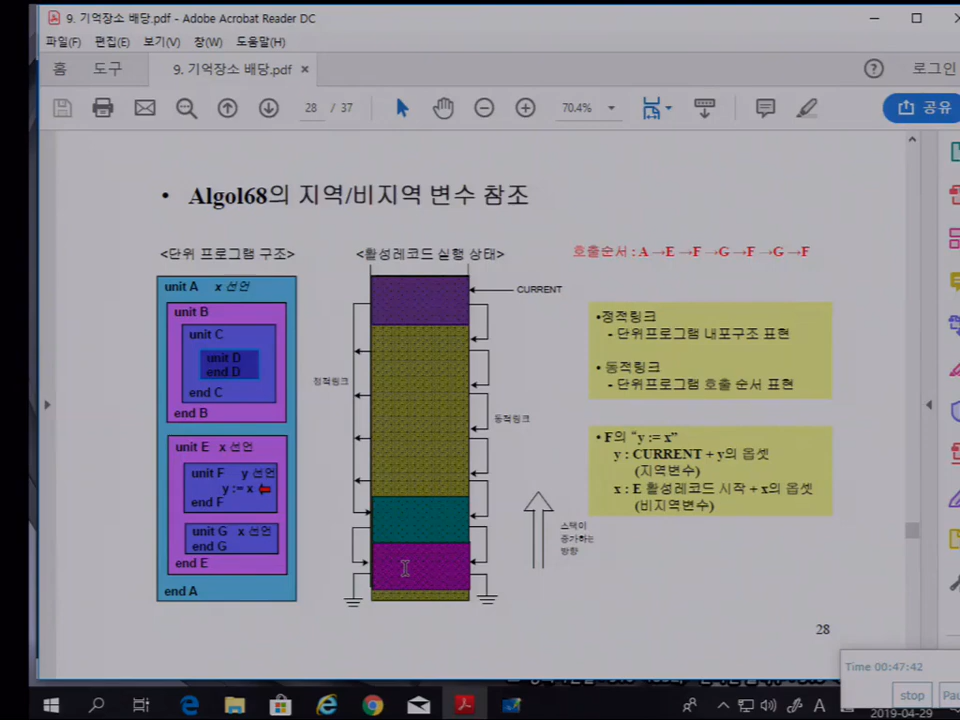 9. 기억장소 배당.pdf - Adobe Acrobat Reader DC
파일(F) 편집(E) 보기(V) 창(W) 도움말(H)
홈 도구 9. 기억장소 배당.pdf × 로그인
28 / 37 70.4% 공유
• Algol68의 지역/비지역 변수 참조
<단위 프로그램 구조>
<활성레코드 실행 상태>
호출순서 : A → E → F → G → F → G → F
unit A x 선언
unit B
unit C
unit D
end D
end C
end B
unit E x 선언
unit F y 선언
y := x
end F
unit G x 선언
end G
end E
end A
CURRENT
정적링크
동적링크
스택이
증가하는
방향
•정적링크
- 단위프로그램 내포구조 표현
• 동적링크
- 단위프로그램 호출 순서 표현
• F의 “y := x”
y : CURRENT + y의 옵셋
(지역변수)
x : E 활성레코드 시작 + x의 옵셋
(비지역변수)
28
Time 00:47:42
stop Pau
A
2019-04-29